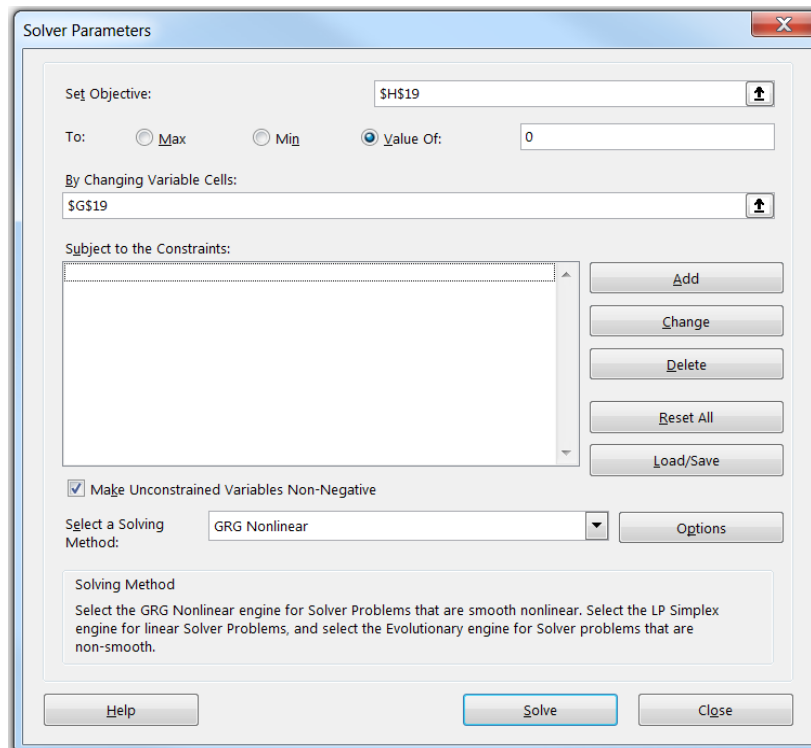 Solver Parameters
Set Objective: $H$19
To: Max Min Value Of: 0
By Changing Variable Cells:
$G$19
Subject to the Constraints:
Add
Change
Delete
Reset All
Load/Save
Make Unconstrained Variables Non-Negative
Select a Solving
Method:
GRG Nonlinear
Options
Solving Method
Select the GRG Nonlinear engine for Solver Problems that are smooth nonlinear. Select the LP Simplex
engine for linear Solver Problems, and select the Evolutionary engine for Solver problems that are
non-smooth.
Help Solve Close